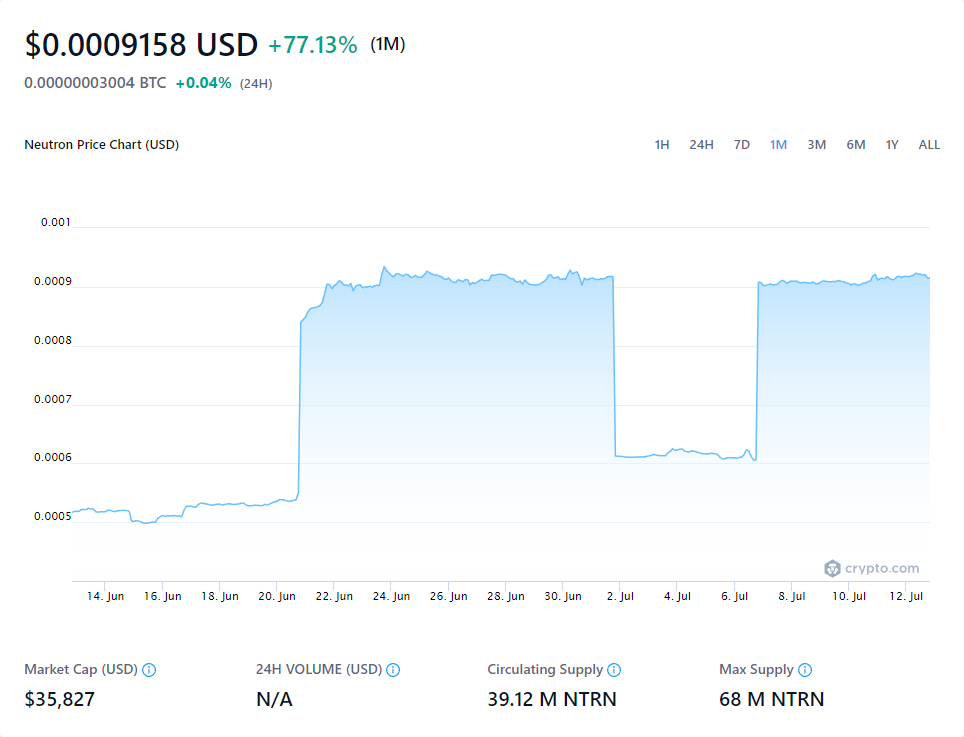 $0.0009158 USD +77.13% (1M)
0.00000003004 BTC +0.04% (24H)
Neutron Price Chart (USD) 1H 24H 7D 1M 3M 6M 1Y ALL
0.001
0.0009
0.0008
0.0007
0.0006
0.0005
crypto.com
14. Jun 16. Jun 18. Jun 20. Jun 22. Jun 24. Jun 26. Jun 28. Jun 30. Jun 2. Jul 4. Jul 6. Jul 8. Jul 10. Jul 12. Jul
Market Cap (USD) 24H VOLUME (USD) Circulating Supply Max Supply
$35,827 N/A 39.12 M NTRN 68 M NTRN